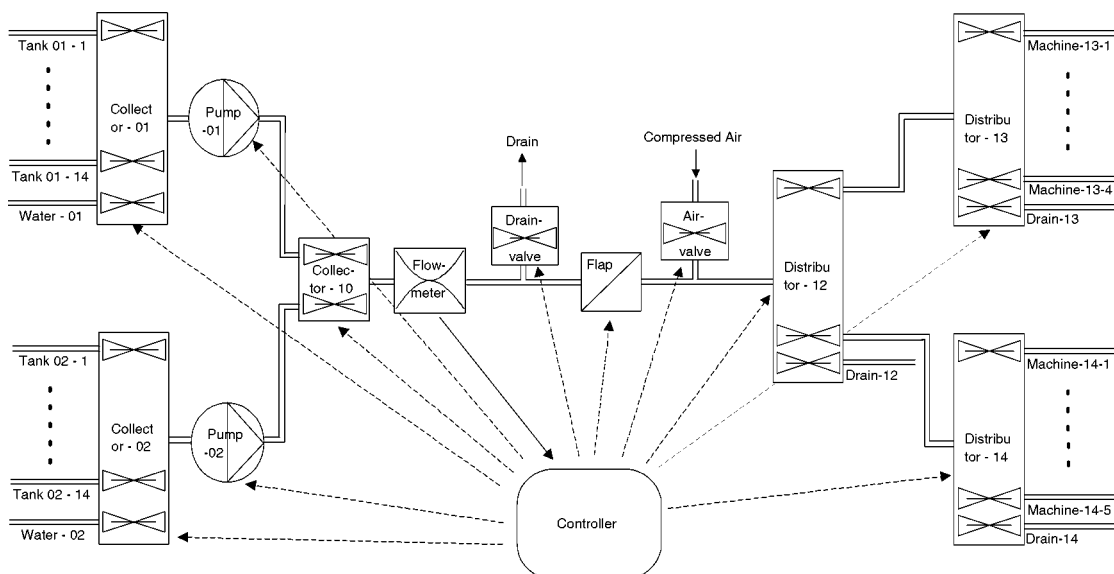 Tank 01 - 1
Collect
or - 01
Tank 01 - 14
Water - 01
Pump
-01
Tank 02 - 1
Collect
or - 02
Tank 02 - 14
Water - 02
Pump
-02
Collec-
tor - 10
Flow-
meter
Drain
Drain-
valve
Flap
Compressed Air
Air-
valve
Distribu
tor - 12
Drain-12
Controller
Machine-13-1
Distribu
tor - 13
Machine-13-4
Drain-13
Machine-14-1
Distribu
tor - 14
Machine-14-5
Drain-14